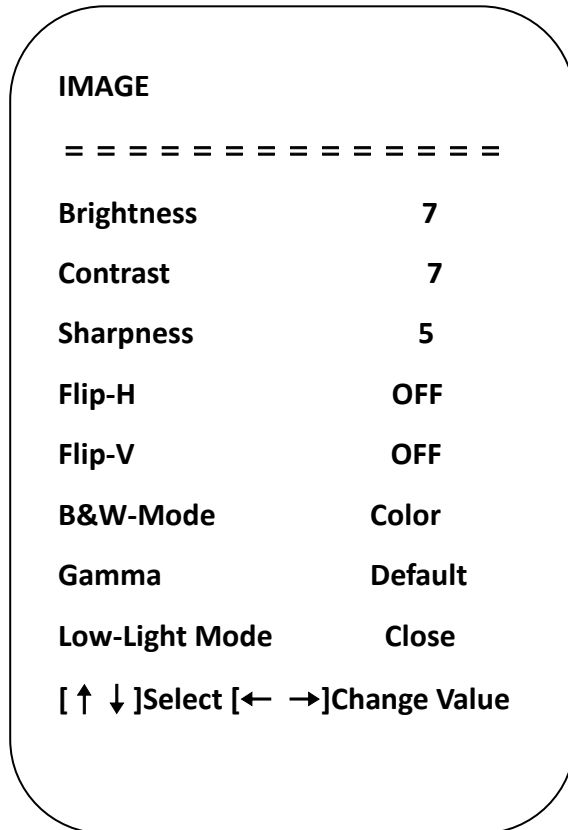 IMAGE
= = = = = = = = = = = = = =
Brightness 7
Contrast 7
Sharpness 5
Flip-H OFF
Flip-V OFF
B&W-Mode Color
Gamma Default
Low-Light Mode Close
[ ↑ ↓ ]Select [← →]Change Value